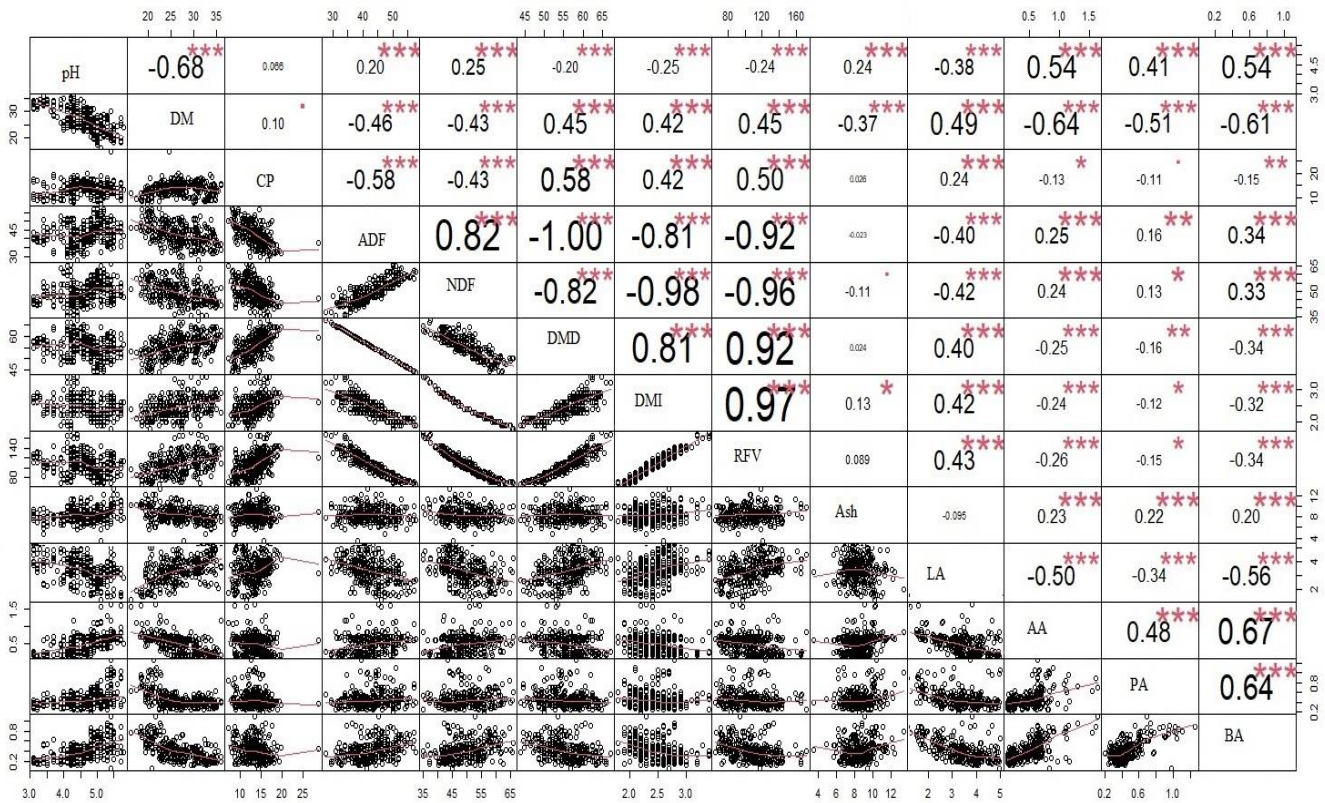 20 25 30 35 30 40 50 45 50 55 60 65 80 120 160 0.5 1.0 1.5 0.2 0.6 1.0
pH -0.68 *** 0.066 0.20 *** 0.25 *** -0.20 *** -0.25 *** -0.24 *** 0.24 *** -0.38 *** 0.54 *** 0.41 *** 0.54 *** 3.0 4.5
20 30 DM 0.10 . -0.46 *** -0.43 *** 0.45 *** 0.42 *** 0.45 *** -0.37 *** 0.49 *** -0.64 *** -0.51 *** -0.61 ***
CP -0.58 *** -0.43 *** 0.58 *** 0.42 *** 0.50 *** 0.026 0.24 *** -0.13 * -0.11 . -0.15 ** 10 20
30 45 ADF 0.82 *** -1.00 *** -0.81 *** -0.92 *** -0.023 -0.40 *** 0.25 *** 0.16 ** 0.34 ***
NDF -0.82 *** -0.98 *** -0.96 *** -0.11 . -0.42 *** 0.24 *** 0.13 * 0.33 *** 35 50 65
45 60 DMD 0.81 *** 0.92 *** 0.024 0.40 *** -0.25 *** -0.16 ** -0.34 ***
DMI 0.97 *** 0.13 * 0.42 *** -0.24 *** -0.12 * -0.32 *** 2.0 3.0
80 140 RFV 0.089 0.43 *** -0.26 *** -0.15 * -0.34 ***
Ash -0.095 0.23 *** 0.22 *** 0.20 *** 4 8 12
LA -0.50 *** -0.34 *** -0.56 *** 2 4
0.5 1.5 AA 0.48 *** 0.67 ***
PA 0.64 *** 0.2 0.8
0.2 0.8 BA
3.0 4.0 5.0 10 15 20 25 35 45 55 65 2.0 2.5 3.0 4 6 8 10 12 2 3 4 5 0.2 0.6 1.0